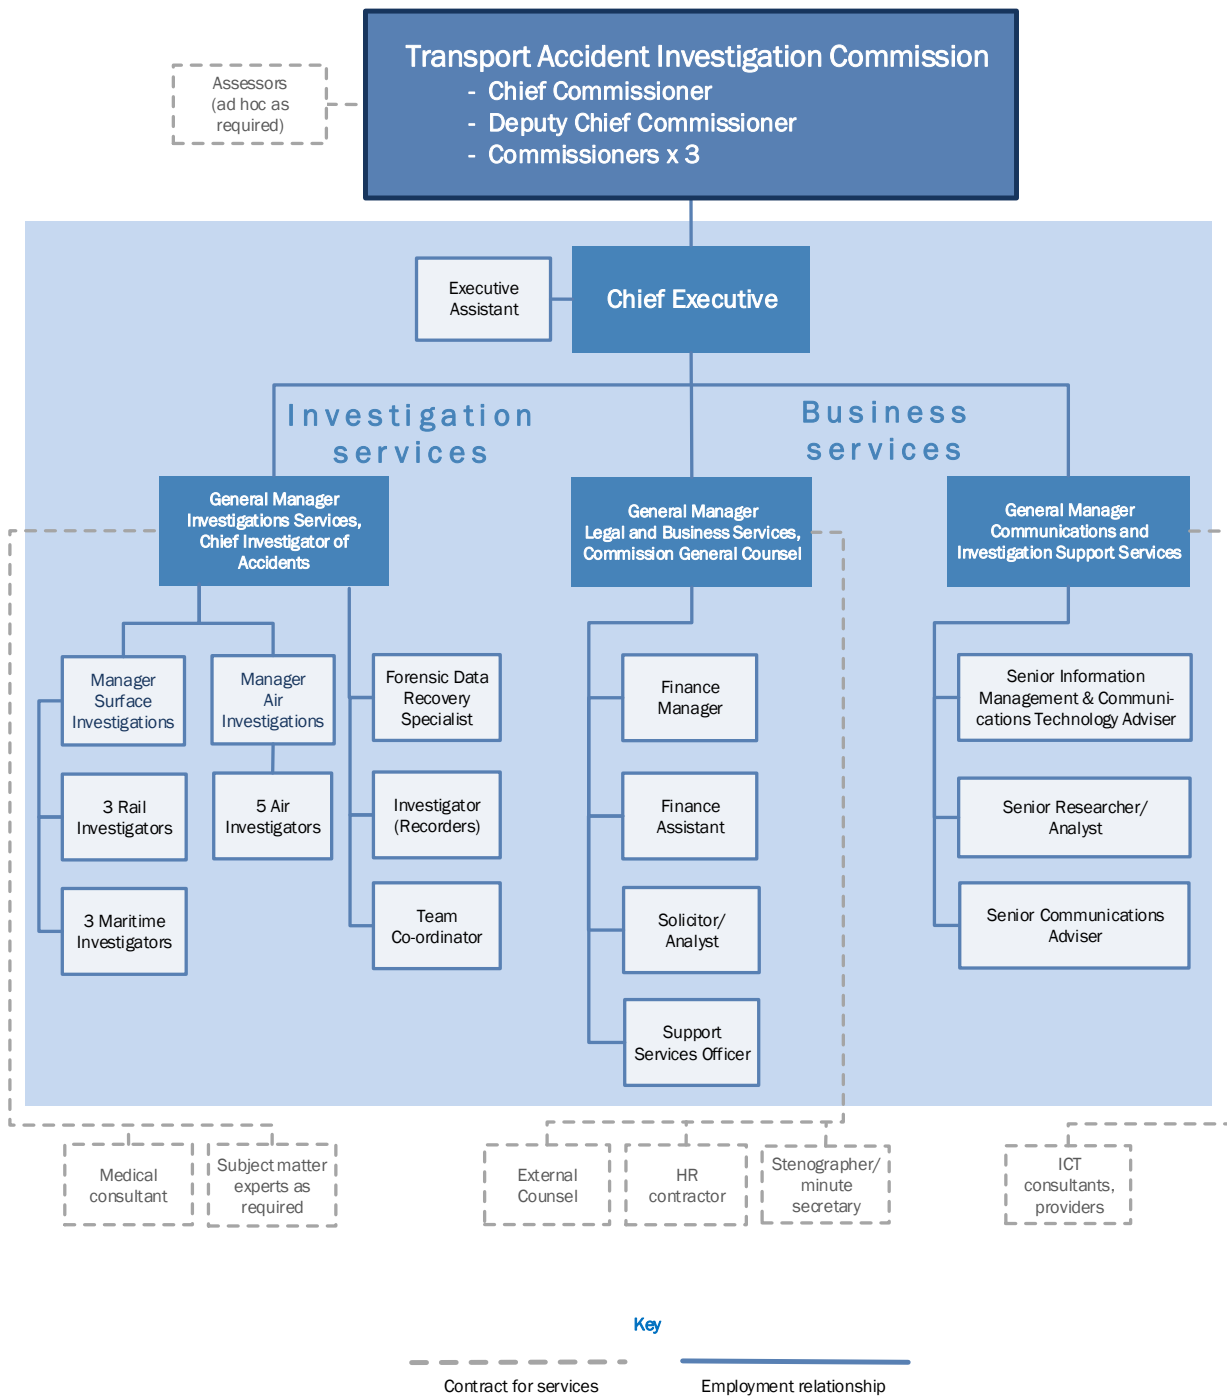 Transport Accident Investigation Commission
- Chief Commissioner
- Deputy Chief Commissioner
- Commissioners x 3
Assessors
(ad hoc as
required)
Executive
Assistant
Chief Executive
Investigation
services
Business
services
General Manager
Investigations Services,
Chief Investigator of
Accidents
General Manager
Legal and Business Services,
Commission General Counsel
General Manager
Communications and
Investigation Support Services
Manager
Surface
Investigations
Manager
Air
Investigations
Forensic Data
Recovery
Specialist
Finance
Manager
Senior Information
Management & Communi-
cations Technology Adviser
3 Rail
Investigators
5 Air
Investigators
Investigator
(Recorders)
Finance
Assistant
Senior Researcher/
Analyst
3 Maritime
Investigators
Team
Co-ordinator
Solicitor/
Analyst
Senior Communications
Adviser
Support
Services Officer
Medical
consultant
Subject matter
experts as
required
External
Counsel
HR
contractor
Stenographer/
minute
secretary
ICT
consultants,
providers
Key
Contract for services
Employment relationship